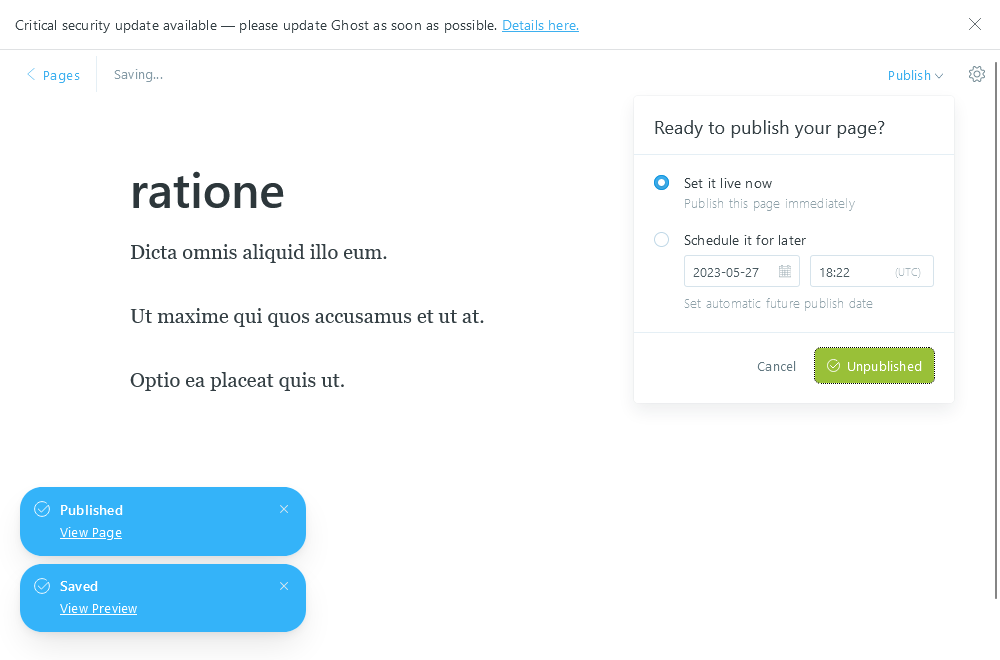 Critical security update available — please update Ghost as soon as possible. Details here.
Pages
Saving...
Publish
Ready to publish your page?
Set it live now
Publish this page immediately
Schedule it for later
2023-05-27
18:22 (UTC)
Set automatic future publish date
Cancel
Unpublished
ratione
Dicta omnis aliquid illo eum.
Ut maxime qui quos accusamus et ut at.
Optio ea placeat quis ut.
Published
View Page
Saved
View Preview